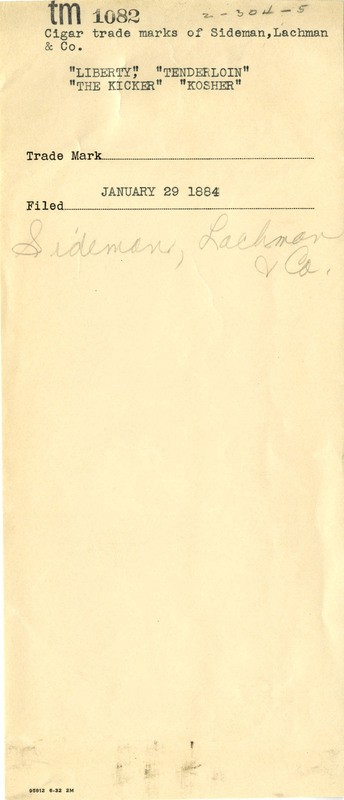 tm 1082 2-304-5
Cigar trade marks of Sideman,Lachman
& Co.
"LIBERTY", "TENDERLOIN"
"THE KICKER" "KOSHER"
Trade Mark
JANUARY 29 1884
Filed
Sideman, Lachman
& Co.
55812 6-32 2M